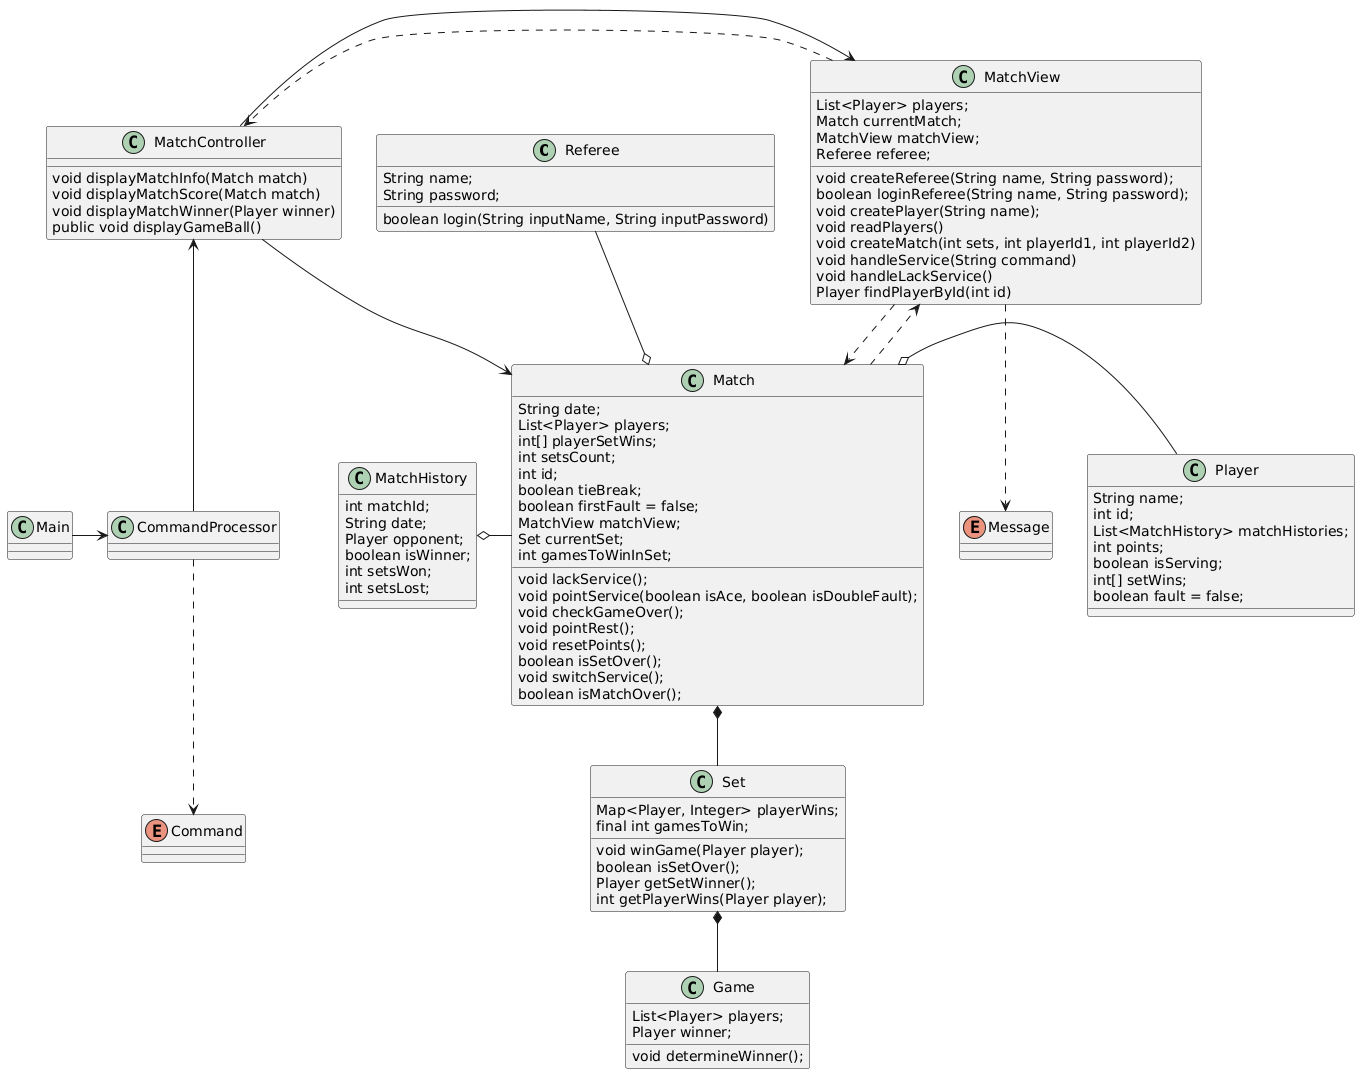 C MatchView
List<Player> players;
Match currentMatch;
MatchView matchView;
Referee referee;
void createReferee(String name, String password);
boolean loginReferee(String name, String password);
void createPlayer(String name);
void readPlayers()
void createMatch(int sets, int playerId1, int playerId2)
void handleService(String command)
void handleLackService()
Player findPlayerById(int id)
C MatchController
void displayMatchInfo(Match match)
void displayMatchScore(Match match)
void displayMatchWinner(Player winner)
public void displayGameBall()
C Referee
String name;
String password;
boolean login(String inputName, String inputPassword)
C Match
String date;
List<Player> players;
int[] playerSetWins;
int setsCount;
int id;
boolean tieBreak;
boolean firstFault = false;
MatchView matchView;
Set currentSet;
int gamesToWinInSet;
void lackService();
void pointService(boolean isAce, boolean isDoubleFault);
void checkGameOver();
void pointRest();
void resetPoints();
boolean isSetOver();
void switchService();
boolean isMatchOver();
C MatchHistory
int matchId;
String date;
Player opponent;
boolean isWinner;
int setsWon;
int setsLost;
C Player
String name;
int id;
List<MatchHistory> matchHistories;
int points;
boolean isServing;
int[] setWins;
boolean fault = false;
C Main
C CommandProcessor
E Message
E Command
C Set
Map<Player, Integer> playerWins;
final int gamesToWin;
void winGame(Player player);
boolean isSetOver();
Player getSetWinner();
int getPlayerWins(Player player);
C Game
List<Player> players;
Player winner;
void determineWinner();